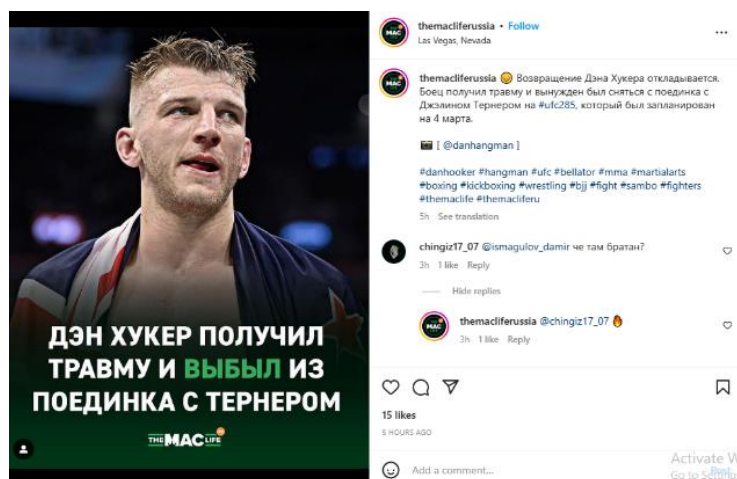 ДЭН ХУКЕР ПОЛУЧИЛ
ТРАВМУ И ВЫБЫЛ ИЗ
ПОЕДИНКА С ТЕРНЕРОМ
THE MAC LIFE
themacliferussia • Follow
Las Vegas, Nevada
themacliferussia Возвращение Дэна Хукера откладывается.
Боец получил травму и вынужден был сняться с поединка с
Джэлином Тернером на #ufc285, который был запланирован
на 4 марта.
📸 [ @danhangman ]
#danhooker #hangman #ufc #bellator #mma #martialarts
#boxing #kickboxing #wrestling #bjj #fight #sambo #fighters
#themaclife #themacliferu
5h See translation
chingiz17_07 @ismagulov_damir че там братан?
3h 1 like Reply
Hide replies
themacliferussia @chingiz17_07 🔥
3h 1 like Reply
15 likes
5 HOURS AGO
Add a comment...
Post
Activate W
Go to Settings